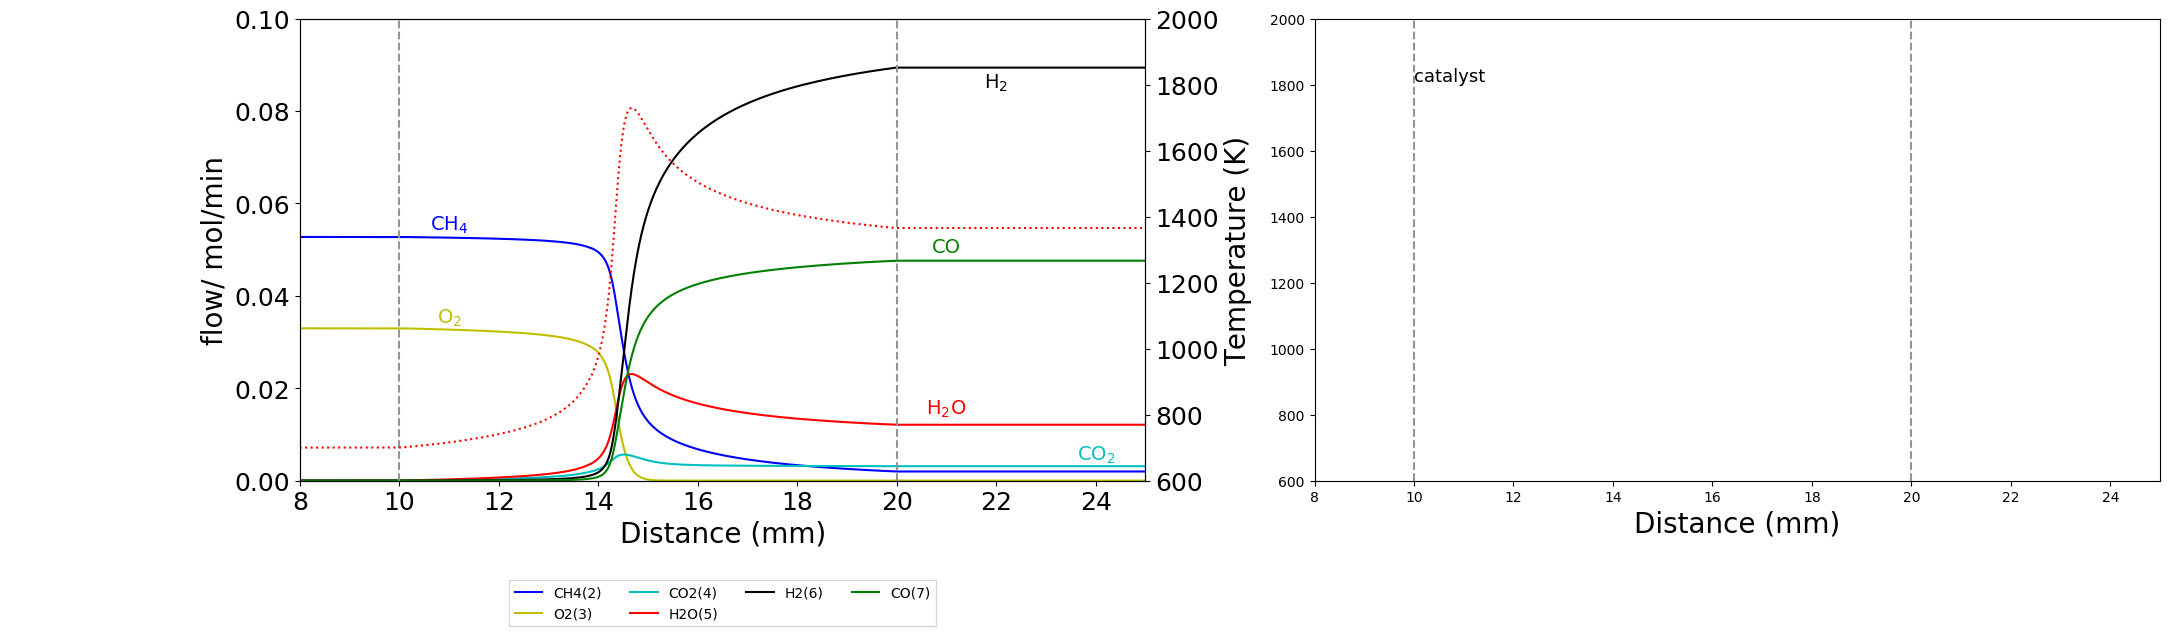 0.10
0.08
0.06
0.04
0.02
0.00
flow/ mol/min
8 10 12 14 16 18 20 22 24
Distance (mm)
CH4
O2
H2
CO
H2O
CO2
2000
1800
1600
1400
1200
1000
800
600
Temperature (K)
CH4(2) CO2(4) H2(6) CO(7)
O2(3) H2O(5)
2000
1800
1600
1400
1200
1000
800
600
catalyst
8 10 12 14 16 18 20 22 24
Distance (mm)